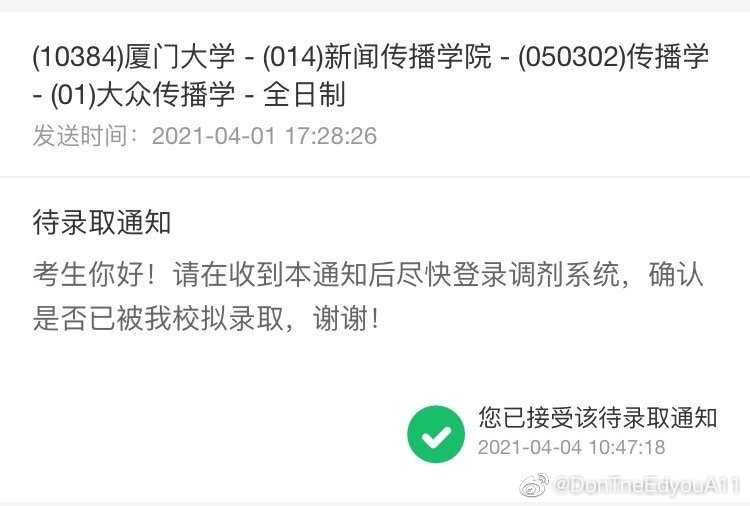 (10384)厦门大学 - (014)新闻传播学院 - (050302)传播学
- (01)大众传播学 - 全日制
发送时间：2021-04-01 17:28:26
待录取通知
考生你好！请在收到本通知后尽快登录调剂系统，确认
是否已被我校拟录取，谢谢！
您已接受该待录取通知
2021-04-04 10:47:18
@DonTneEdyouA11